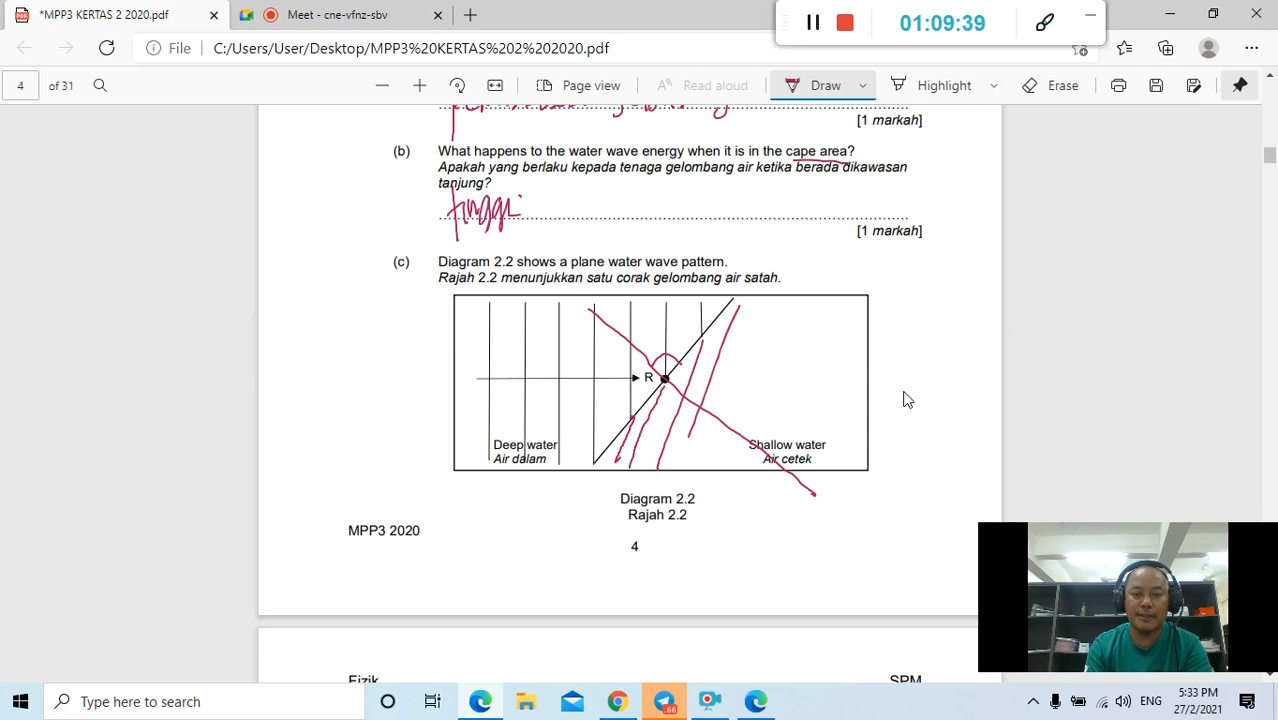 *MPP3 KERTAS 2 2020.pdf
Meet - cne-vfnz-sbv
01:09:39
File
C:/Users/User/Desktop/MPP3%20KERTAS%202%202020.pdf
4 of 31
Page view
Read aloud
Draw
Highlight
Erase
[1 markah]
(b) What happens to the water wave energy when it is in the cape area?
Apakah yang berlaku kepada tenaga gelombang air ketika berada dikawasan
tanjung?
tinggi
[1 markah]
(c) Diagram 2.2 shows a plane water wave pattern.
Rajah 2.2 menunjukkan satu corak gelombang air satah.
R
Deep water
Air dalam
Shallow water
Air cetek
Diagram 2.2
Rajah 2.2
MPP3 2020
4
Fizik
SPM
Type here to search
66
ENG
5:33 PM
27/2/2021